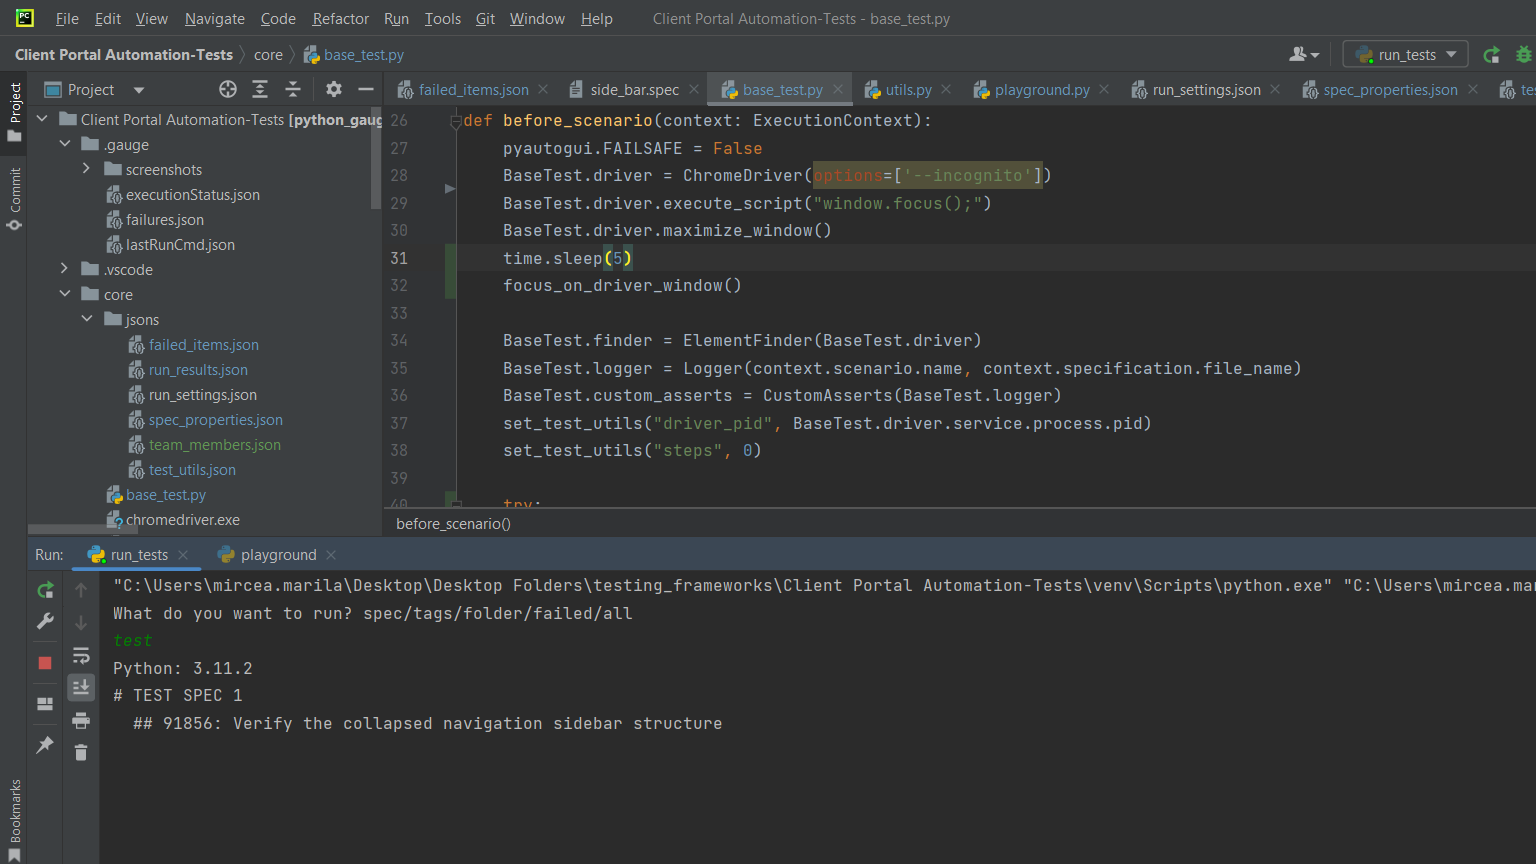 PC
File Edit View Navigate Code Refactor Run Tools Git Window Help Client Portal Automation-Tests - base_test.py
Client Portal Automation-Tests core base_test.py run_tests
Project
Commit
Bookmarks
Project
Client Portal Automation-Tests [python_gaug
.gauge
screenshots
executionStatus.json
failures.json
lastRunCmd.json
.vscode
core
jsons
failed_items.json
run_results.json
run_settings.json
spec_properties.json
team_members.json
test_utils.json
base_test.py
chromedriver.exe
failed_items.json side_bar.spec base_test.py utils.py playground.py run_settings.json spec_properties.json tes
26 def before_scenario(context: ExecutionContext):
27 pyautogui.FAILSAFE = False
28 BaseTest.driver = ChromeDriver(options=['--incognito'])
29 BaseTest.driver.execute_script("window.focus();")
30 BaseTest.driver.maximize_window()
31 time.sleep(5)
32 focus_on_driver_window()
33
34 BaseTest.finder = ElementFinder(BaseTest.driver)
35 BaseTest.logger = Logger(context.scenario.name, context.specification.file_name)
36 BaseTest.custom_asserts = CustomAsserts(BaseTest.logger)
37 set_test_utils("driver_pid", BaseTest.driver.service.process.pid)
38 set_test_utils("steps", 0)
39
40 try:
before_scenario()
Run: run_tests playground
"C:\Users\mircea.marila\Desktop\Desktop Folders\testing_frameworks\Client Portal Automation-Tests\venv\Scripts\python.exe" "C:\Users\mircea.mar
What do you want to run? spec/tags/folder/failed/all
test
Python: 3.11.2
# TEST SPEC 1
## 91856: Verify the collapsed navigation sidebar structure